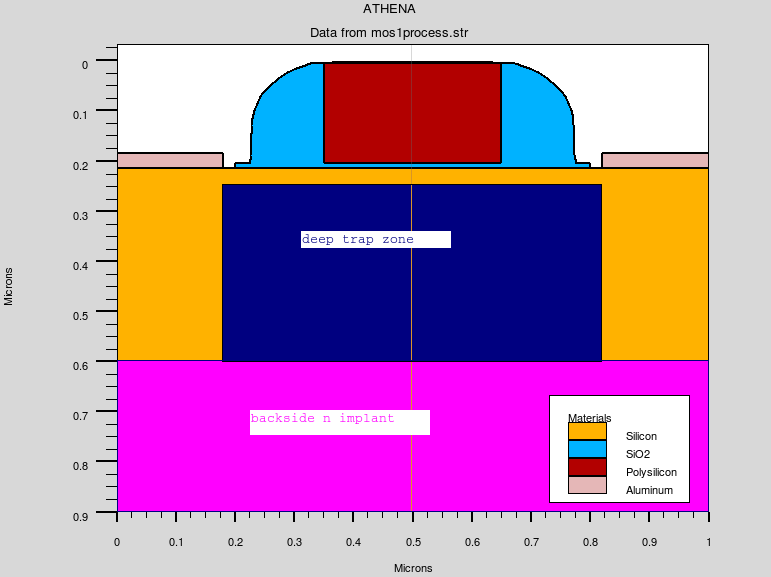 ATHENA
Data from mos1process.str
0
0.1
0.2
0.3
0.4
0.5
0.6
0.7
0.8
0.9
Microns
deep trap zone
backside n implant
Materials
Silicon
SiO2
Polysilicon
Aluminum
0 0.1 0.2 0.3 0.4 0.5 0.6 0.7 0.8 0.9 1
Microns